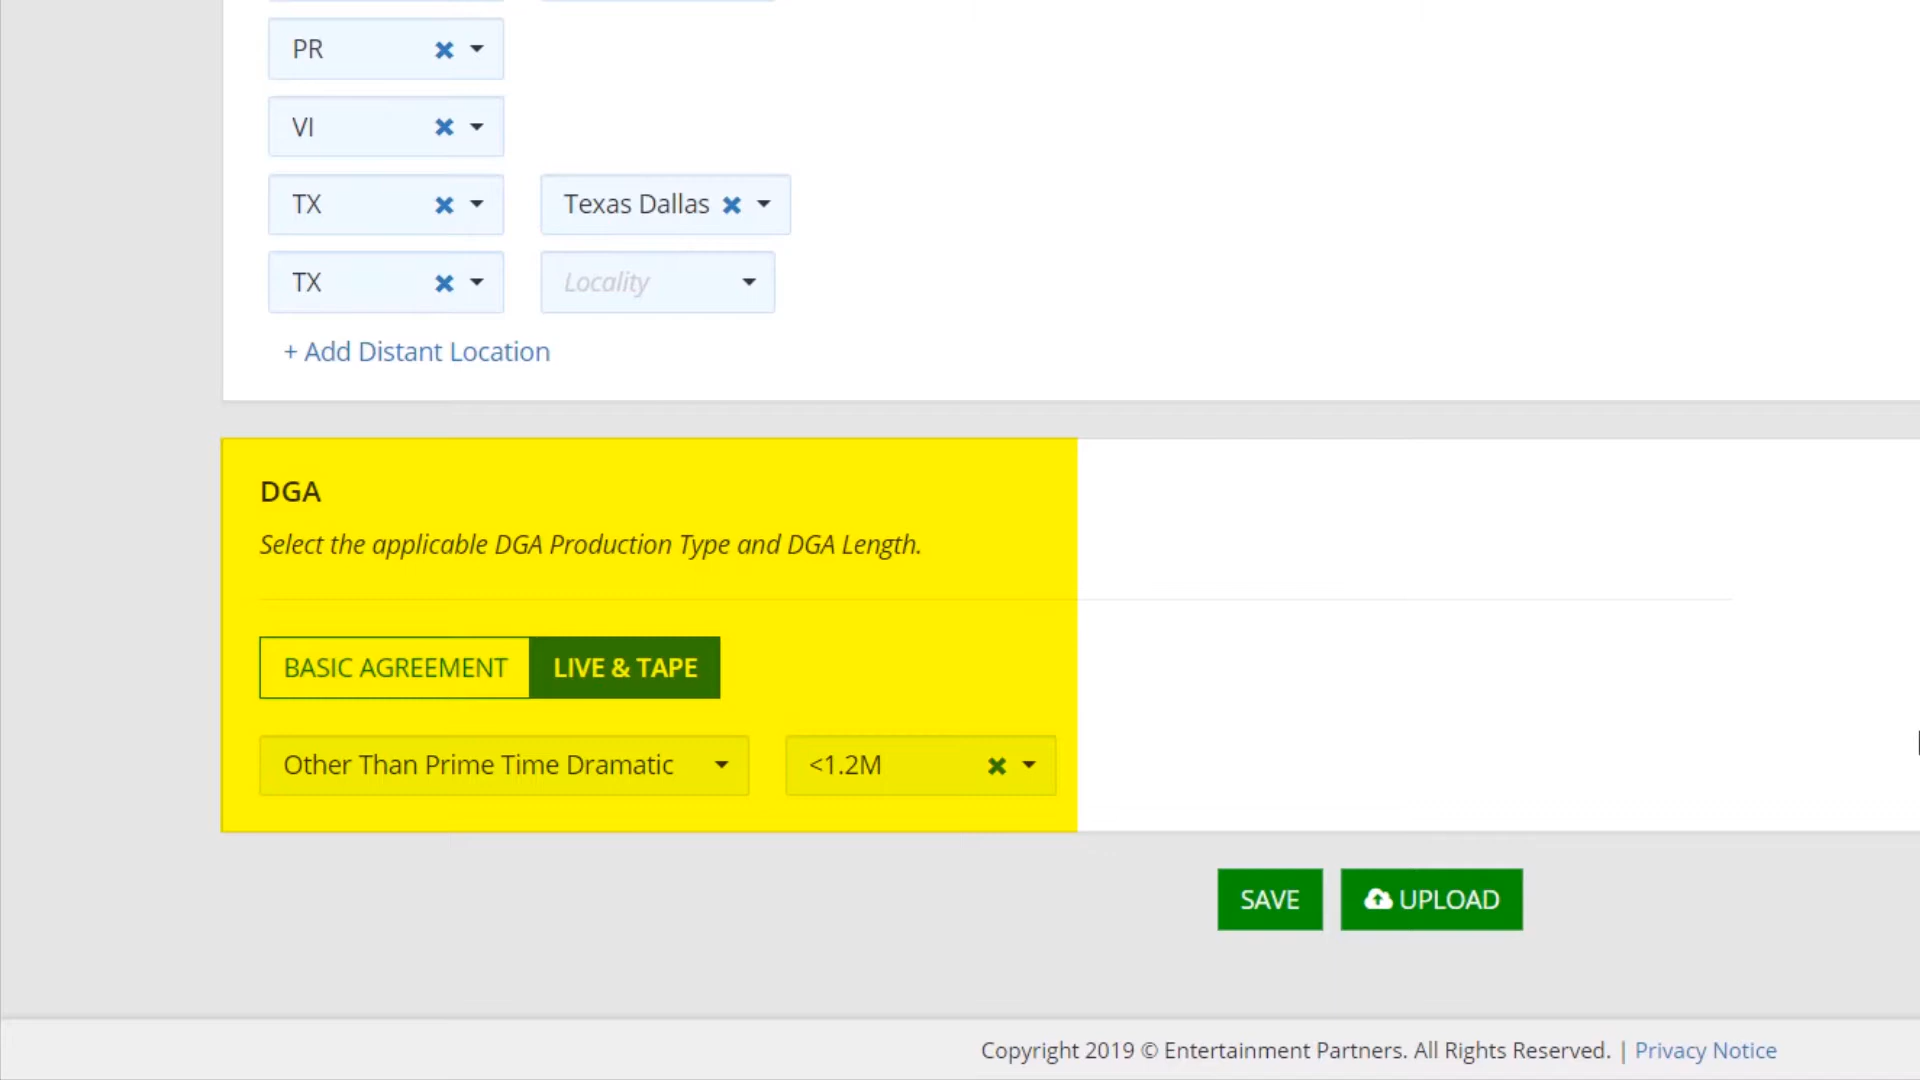 PR
VI
TX Texas Dallas
TX Locality
+ Add Distant Location
DGA
Select the applicable DGA Production Type and DGA Length.
BASIC AGREEMENT LIVE & TAPE
Other Than Prime Time Dramatic <1.2M
SAVE UPLOAD
Copyright 2019 © Entertainment Partners. All Rights Reserved. | Privacy Notice